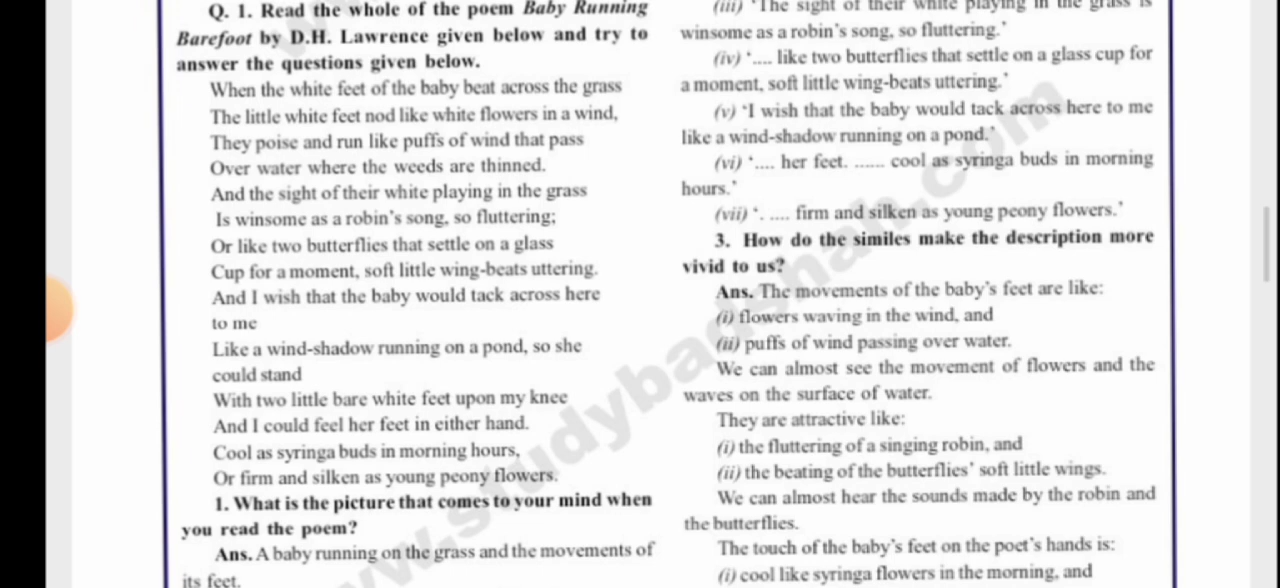 Q. 1. Read the whole of the poem Baby Running
Barefoot by D.H. Lawrence given below and try to
answer the questions given below.
When the white feet of the baby beat across the grass
The little white feet nod like white flowers in a wind,
They poise and run like puffs of wind that pass
Over water where the weeds are thinned.
And the sight of their white playing in the grass
Is winsome as a robin's song, so fluttering;
Or like two butterflies that settle on a glass
Cup for a moment, soft little wing-beats uttering.
And I wish that the baby would tack across here
to me
Like a wind-shadow running on a pond, so she
could stand
With two little bare white feet upon my knee
And I could feel her feet in either hand.
Cool as syringa buds in morning hours,
Or firm and silken as young peony flowers.
1. What is the picture that comes to your mind when
you read the poem?
Ans. A baby running on the grass and the movements of
its feet.
(iii) 'The sight of their white playing in the grass is
winsome as a robin's song, so fluttering.'
(iv) '.... like two butterflies that settle on a glass cup for
a moment, soft little wing-beats uttering.'
(v) 'I wish that the baby would tack across here to me
like a wind-shadow running on a pond.'
(vi) '.... her feet. ...... cool as syringa buds in morning
hours.'
(vii) '. .... firm and silken as young peony flowers.'
3. How do the similes make the description more
vivid to us?
Ans. The movements of the baby's feet are like:
(i) flowers waving in the wind, and
(ii) puffs of wind passing over water.
We can almost see the movement of flowers and the
waves on the surface of water.
They are attractive like:
(i) the fluttering of a singing robin, and
(ii) the beating of the butterflies' soft little wings.
We can almost hear the sounds made by the robin and
the butterflies.
The touch of the baby's feet on the poet's hands is:
(i) cool like syringa flowers in the morning, and
www.studybadshah.com